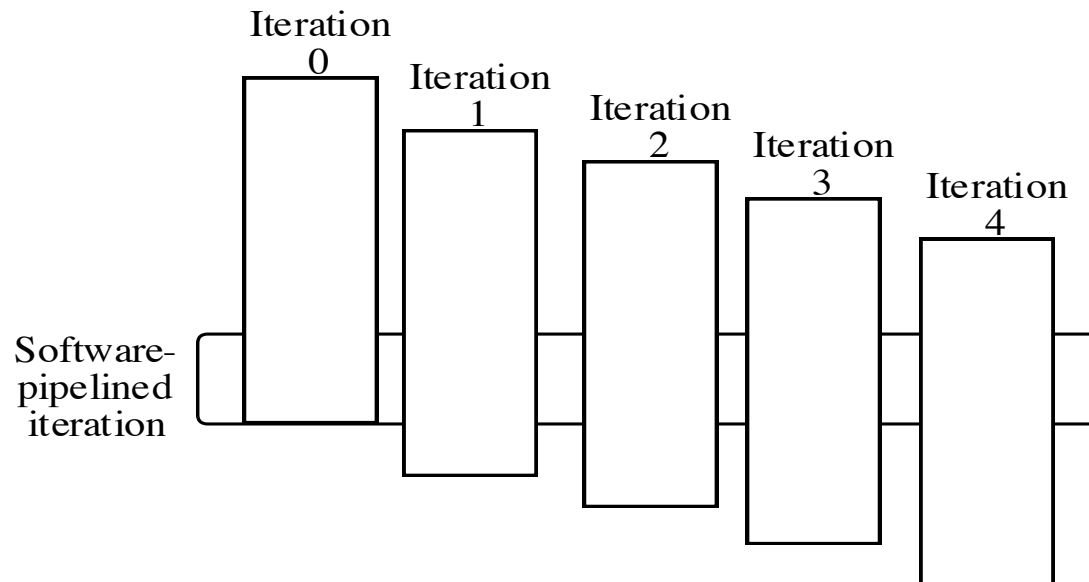 Iteration
0
Iteration
1
Iteration
2
Iteration
3
Iteration
4
Software-
pipelined
iteration